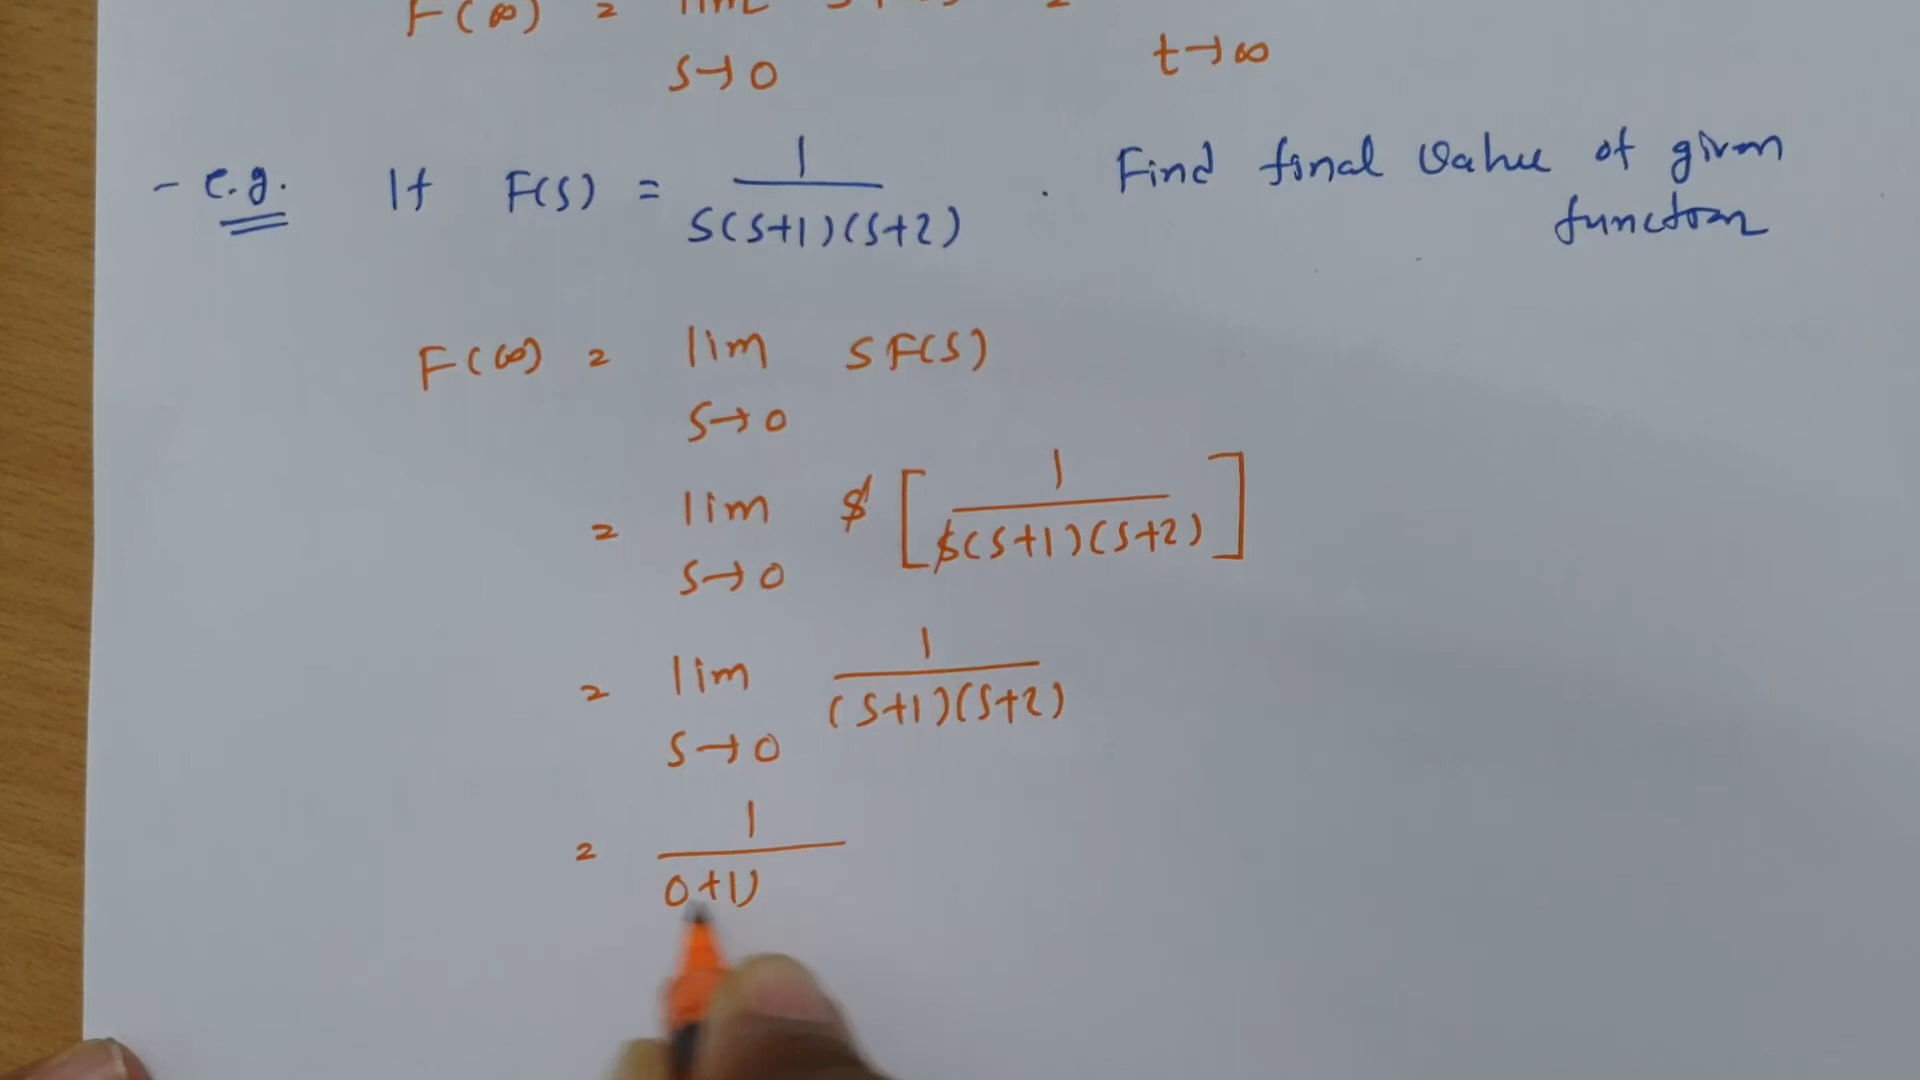 F(∞) =
s→0 t→∞
- e.g. If F(s) = 1 / s(s+1)(s+2) . Find final value of given
function
F(∞) = lim s F(s)
s→0
= lim s [ 1 / s(s+1)(s+2) ]
s→0
= lim 1 / (s+1)(s+2)
s→0
= 1 / 0+1)